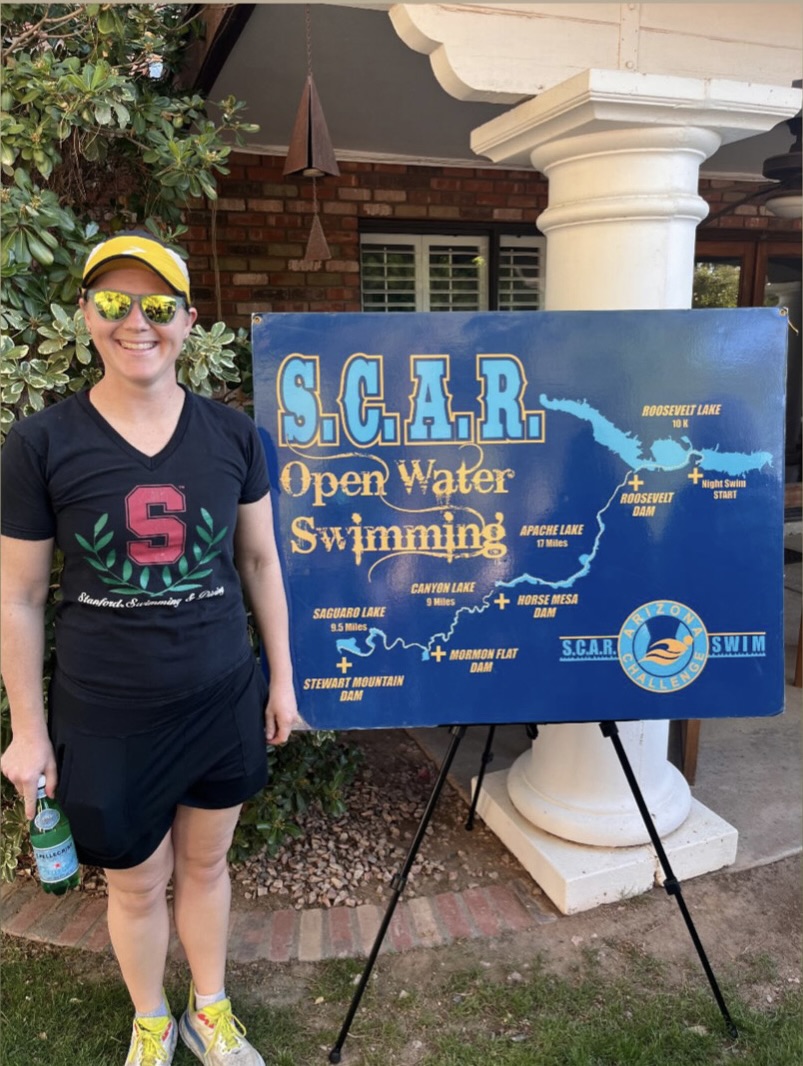 S.C.A.R.
Open Water
Swimming
ROOSEVELT LAKE
10 K
Night Swim
START
ROOSEVELT
DAM
APACHE LAKE
17 Miles
CANYON LAKE
9 Miles
HORSE MESA
DAM
SAGUARO LAKE
9.5 Miles
MORMON FLAT
DAM
STEWART MOUNTAIN
DAM
S.C.A.R. SWIM
ARIZONA
CHALLENGE
S
Stanford Swimming & Diving
S.PELLEGRINO